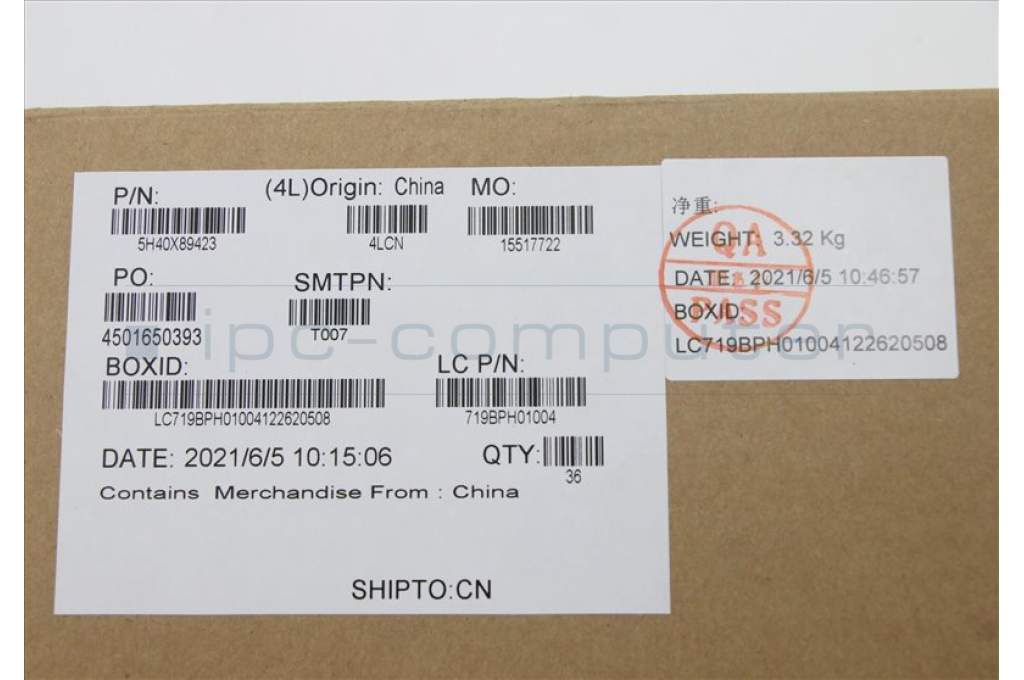 P/N: (4L)Origin: China MO:
5H40X89423 4LCN 15517722
PO: SMTPN:
4501650393 T007
BOXID: LC P/N:
LC719BPH01004122620508 719BPH01004
DATE: 2021/6/5 10:15:06 QTY:
36
Contains Merchandise From : China
SHIPTO:CN
净重:
WEIGHT: 3.32 Kg
DATE: 2021/6/5 10:46:57
BOXID:
LC719BPH01004122620508
QA
PASS
ipc-computer